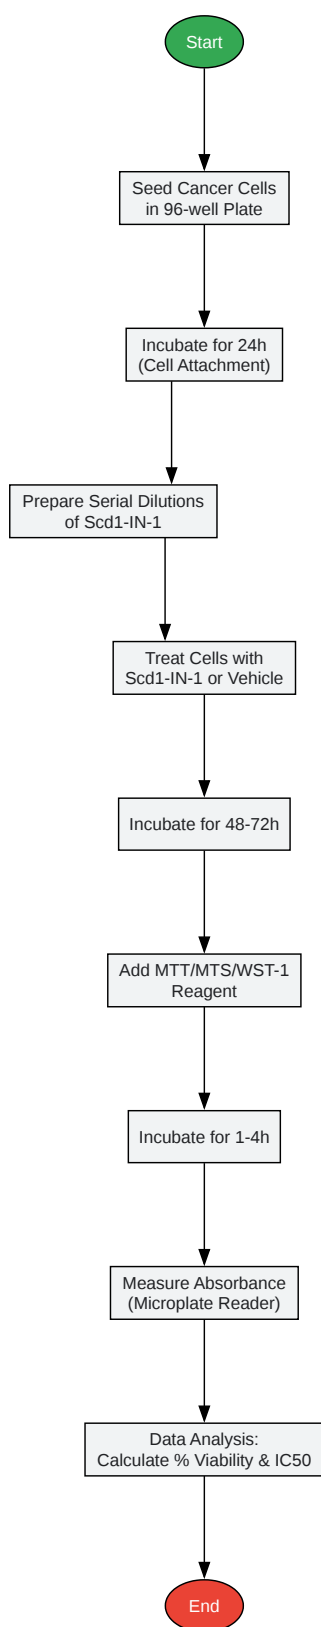 Start
Seed Cancer Cells
in 96-well Plate
Incubate for 24h
(Cell Attachment)
Prepare Serial Dilutions
of Scd1-IN-1
Treat Cells with
Scd1-IN-1 or Vehicle
Incubate for 48-72h
Add MTT/MTS/WST-1
Reagent
Incubate for 1-4h
Measure Absorbance
(Microplate Reader)
Data Analysis:
Calculate % Viability & IC50
End